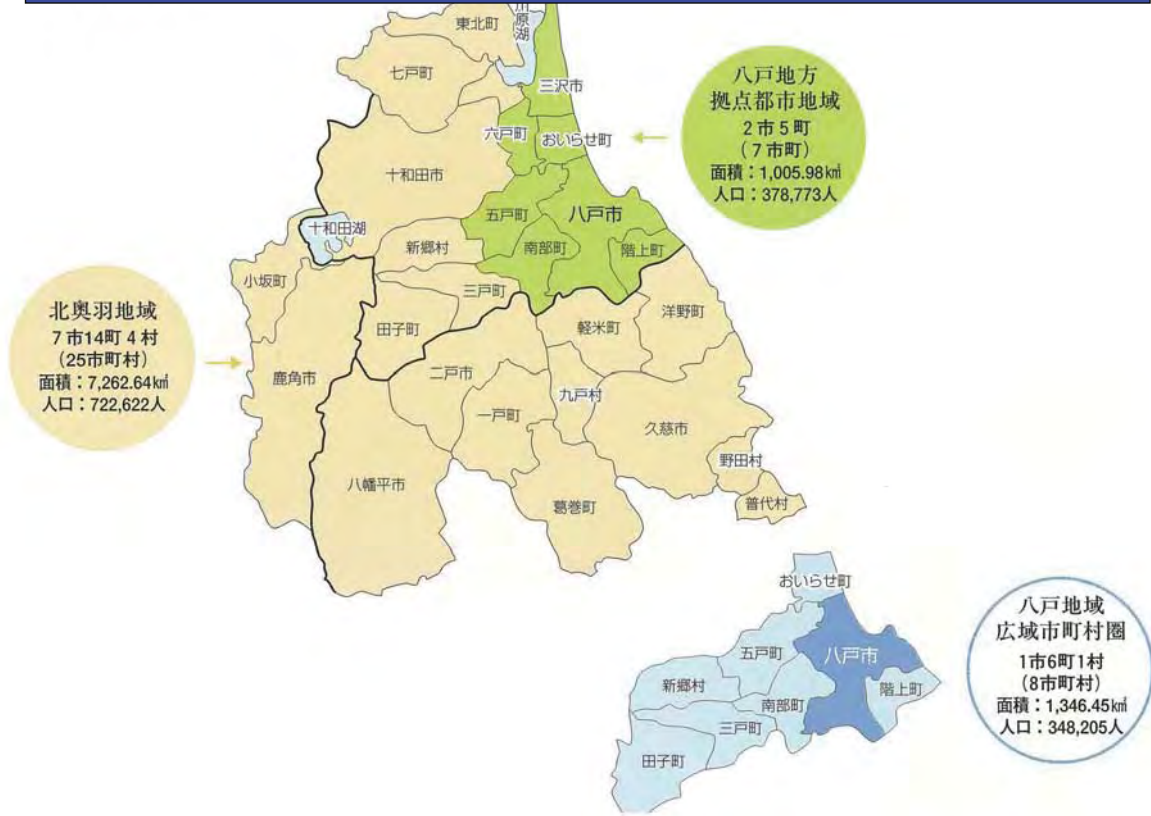 東北町
川原湖
七戸町
三沢市
六戸町
おいらせ町
十和田市
五戸町
八戸市
十和田湖
新郷村
南部町
階上町
小坂町
三戸町
田子町
軽米町
洋野町
二戸市
鹿角市
九戸村
一戸町
久慈市
野田村
八幡平市
葛巻町
普代村
八戸地方
拠点都市地域
2市5町
(7市町)
面積：1,005.98㎢
人口：378,773人
北奥羽地域
7市14町4村
(25市町村)
面積：7,262.64㎢
人口：722,622人
おいらせ町
五戸町
八戸市
新郷村
南部町
階上町
三戸町
田子町
八戸地域
広域市町村圏
1市6町1村
(8市町村)
面積：1,346.45㎢
人口：348,205人